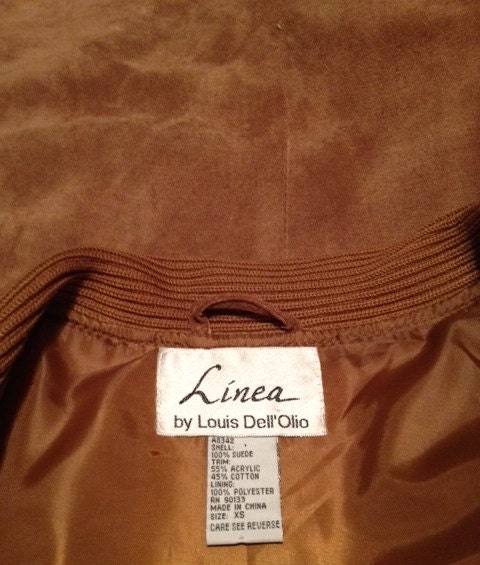 Linea
by Louis Dell'Olio
A8342
SHELL:
100% SUEDE
TRIM:
55% ACRYLIC
45% COTTON
LINING:
100% POLYESTER
RN 90133
MADE IN CHINA
SIZE: XS
CARE SEE REVERSE